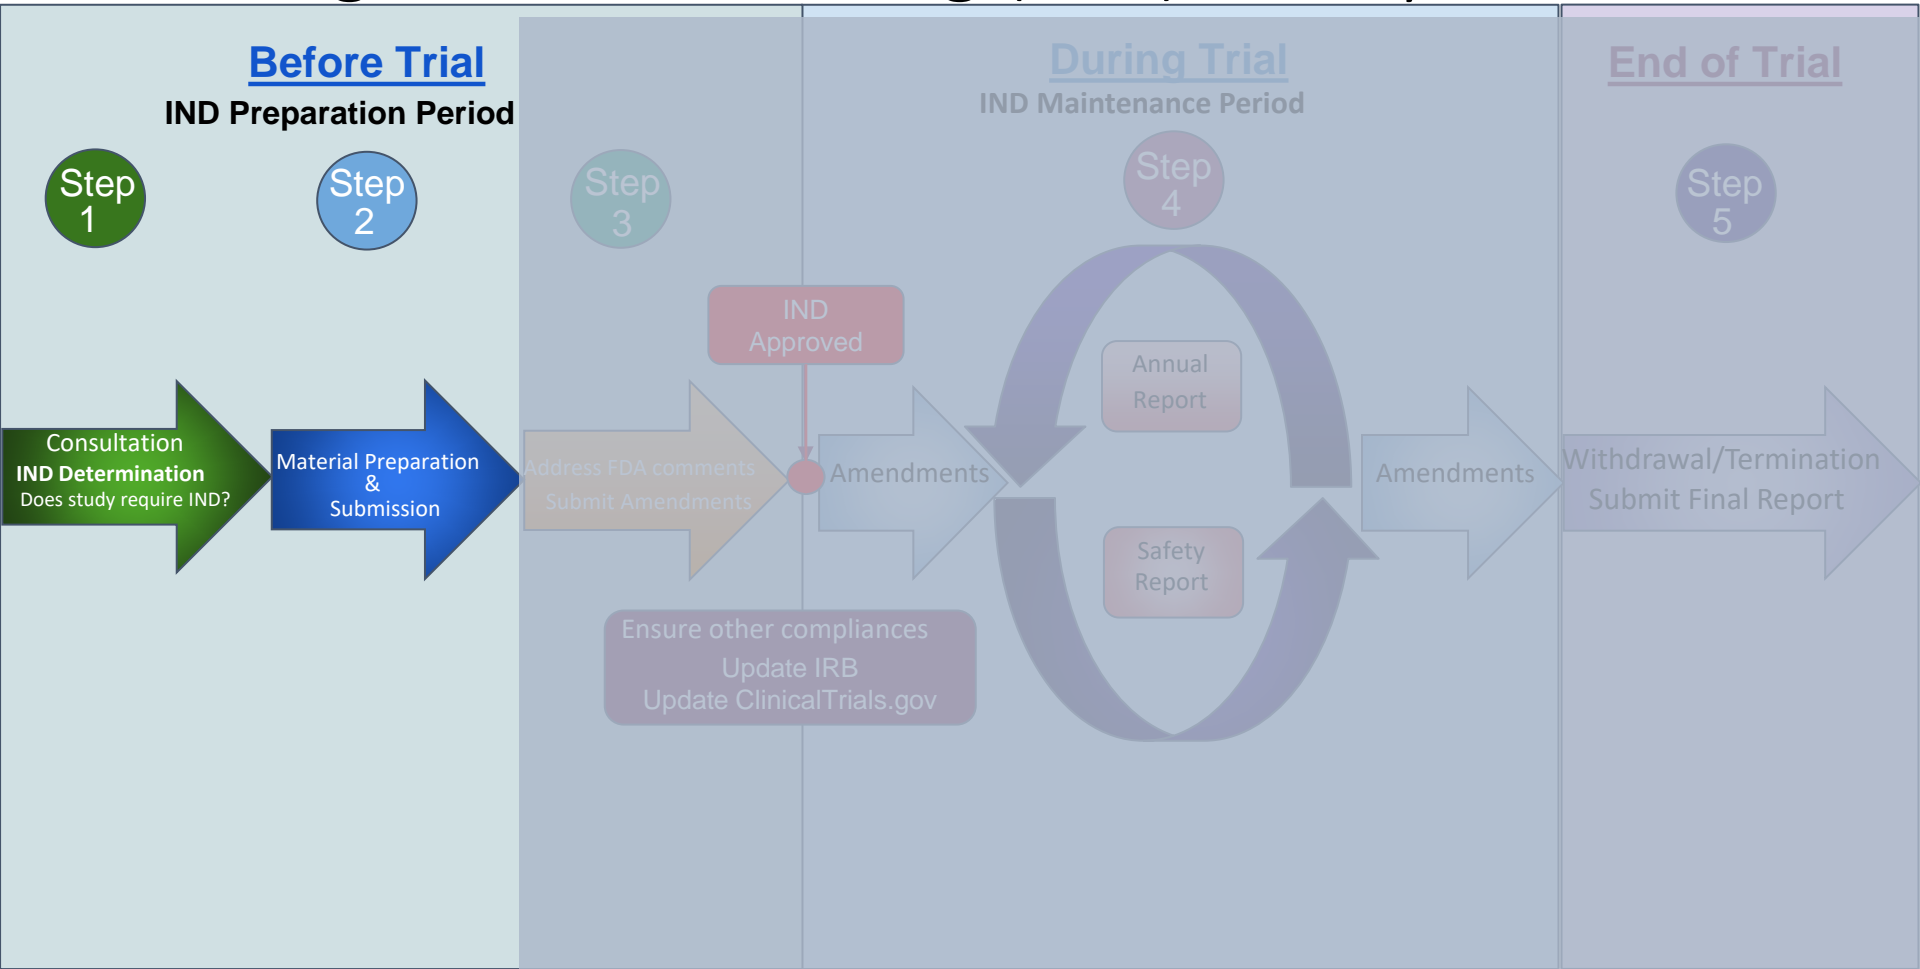 Before Trial
IND Preparation Period
During Trial
IND Maintenance Period
End of Trial
Step
1
Step
2
Step
3
Step
4
Step
5
IND
Approved
Annual
Report
Consultation
IND Determination
Does study require IND?
Material Preparation
&
Submission
Address FDA comments
Submit Amendments
Amendments
Amendments
Withdrawal/Termination
Submit Final Report
Safety
Report
Ensure other compliances
Update IRB
Update ClinicalTrials.gov